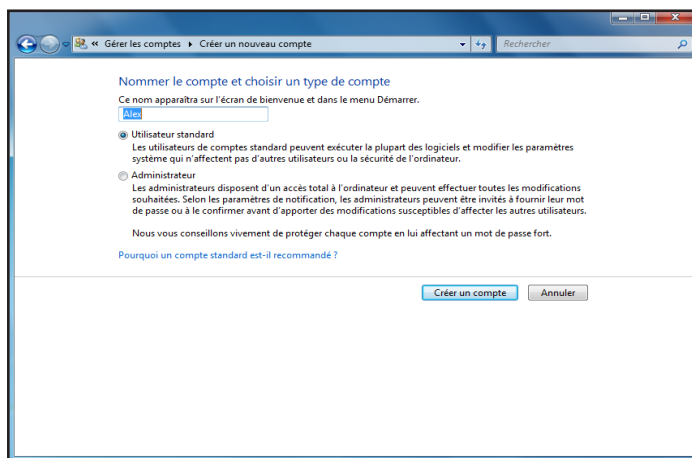 « Gérer les comptes ▸ Créer un nouveau compte
Rechercher
Nommer le compte et choisir un type de compte
Ce nom apparaîtra sur l'écran de bienvenue et dans le menu Démarrer.
Alex
Utilisateur standard
Les utilisateurs de comptes standard peuvent exécuter la plupart des logiciels et modifier les paramètres
système qui n'affectent pas d'autres utilisateurs ou la sécurité de l'ordinateur.
Administrateur
Les administrateurs disposent d'un accès total à l'ordinateur et peuvent effectuer toutes les modifications
souhaitées. Selon les paramètres de notification, les administrateurs peuvent être invités à fournir leur mot
de passe ou à le confirmer avant d'apporter des modifications susceptibles d'affecter les autres utilisateurs.
Nous vous conseillons vivement de protéger chaque compte en lui affectant un mot de passe fort.
Pourquoi un compte standard est-il recommandé ?
Créer un compte
Annuler